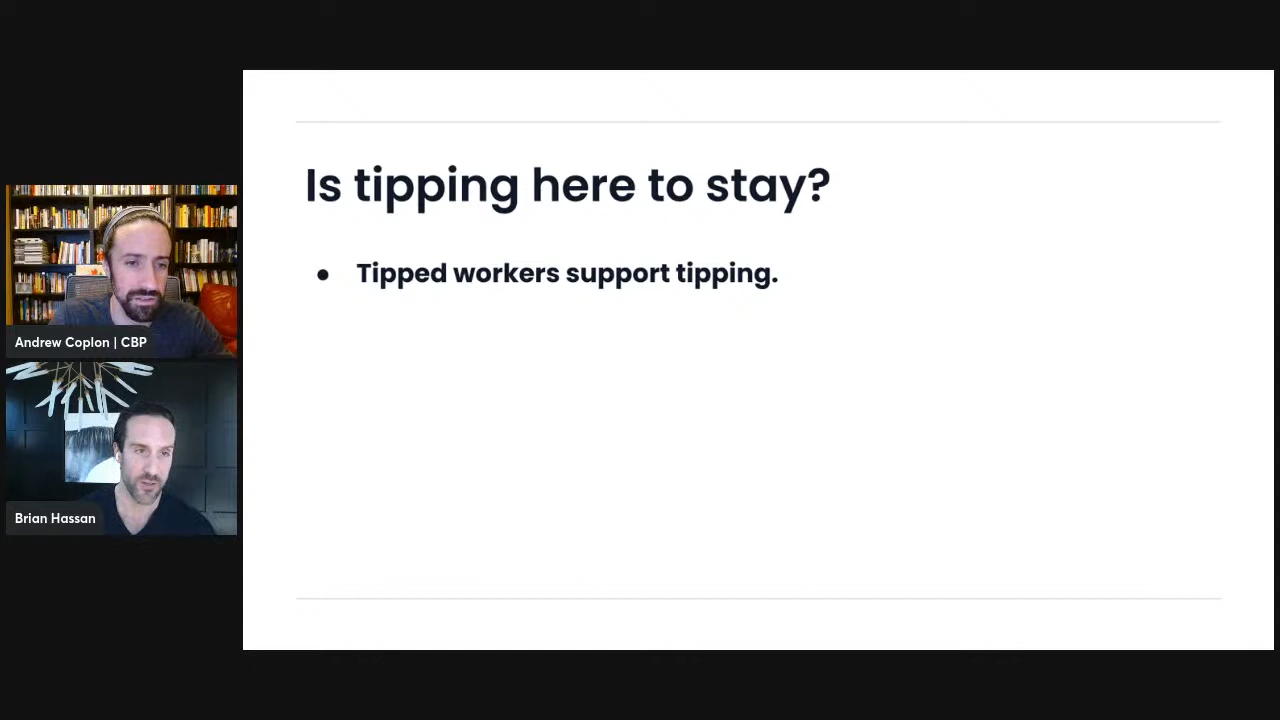 Is tipping here to stay?
● Tipped workers support tipping.
Andrew Coplon | CBP
Brian Hassan